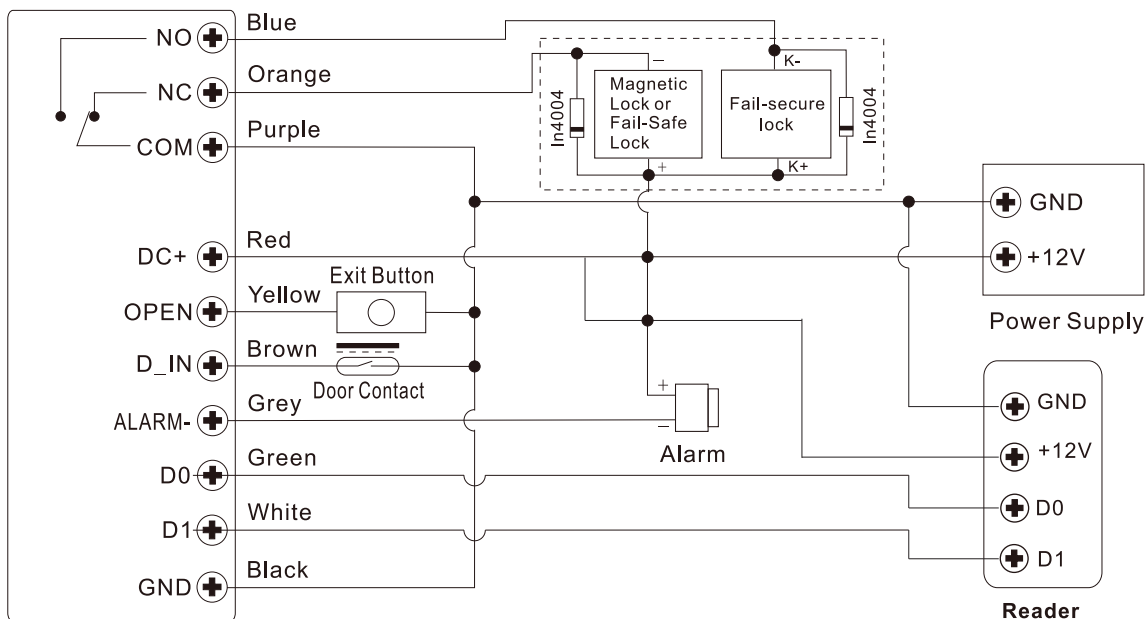 NO
Blue
NC
Orange
COM
Purple
DC+
Red
OPEN
Yellow
Exit Button
D_IN
Brown
Door Contact
ALARM-
Grey
D0
Green
D1
White
GND
Black
In4004
−
Magnetic
Lock or
Fail-Safe
Lock
+
K-
Fail-secure
lock
K+
In4004
+
−
Alarm
GND
+12V
Power Supply
GND
+12V
D0
D1
Reader